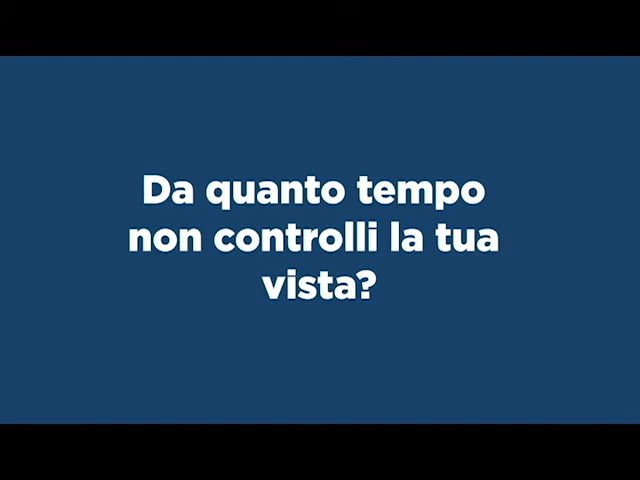 Da quanto tempo
non controlli la tua
vista?